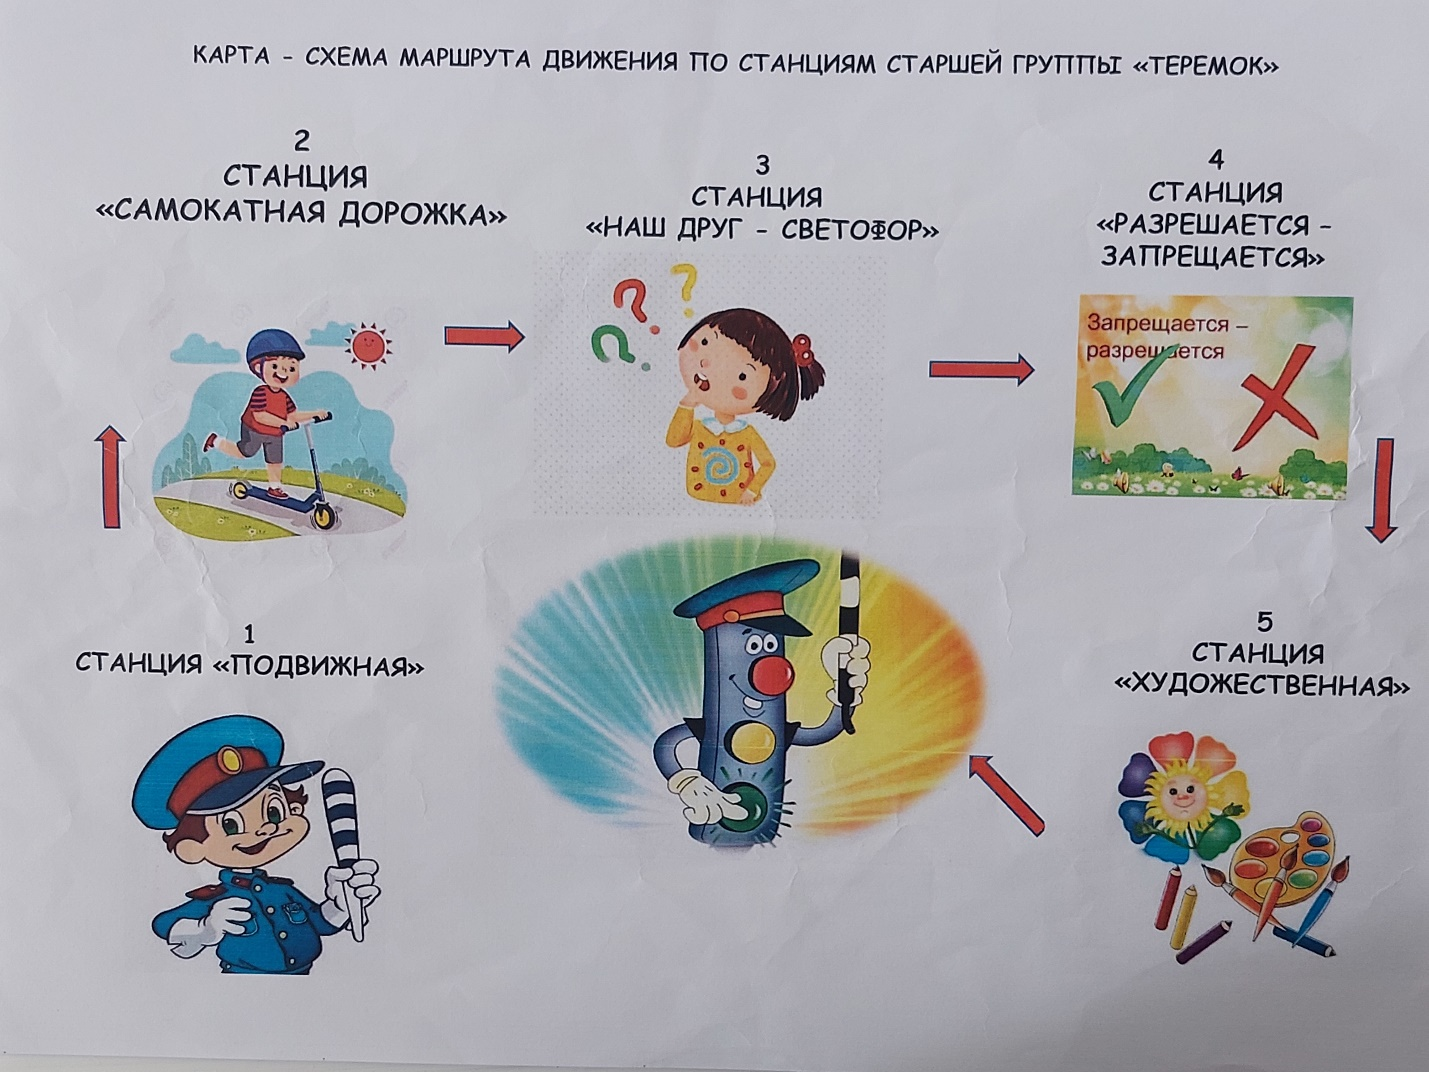 КАРТА - СХЕМА МАРШРУТА ДВИЖЕНИЯ ПО СТАНЦИЯМ СТАРШЕЙ ГРУППЫ «ТЕРЕМОК»
2
СТАНЦИЯ
«САМОКАТНАЯ ДОРОЖКА»
3
СТАНЦИЯ
«НАШ ДРУГ - СВЕТОФОР»
4
СТАНЦИЯ
«РАЗРЕШАЕТСЯ -
ЗАПРЕЩАЕТСЯ»
Запрещается –
разрешается
1
СТАНЦИЯ «ПОДВИЖНАЯ»
5
СТАНЦИЯ
«ХУДОЖЕСТВЕННАЯ»